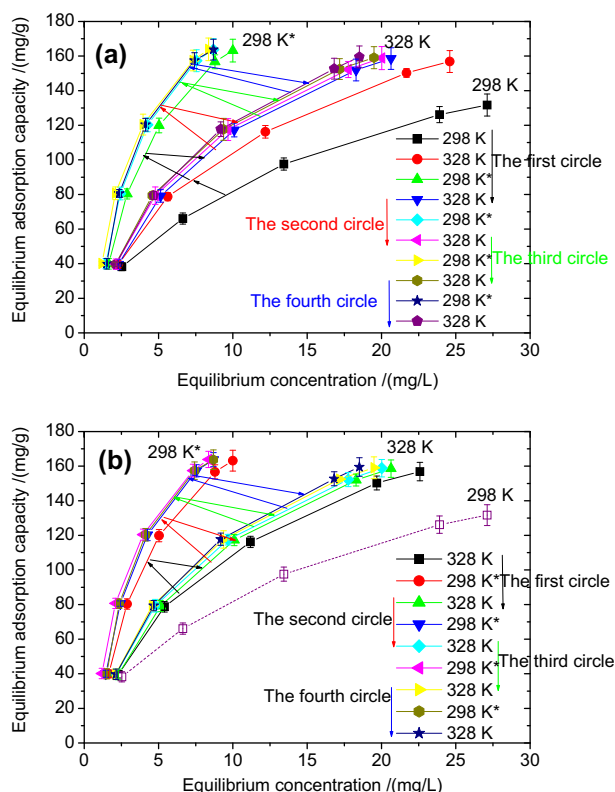 (a)
298 K*
328 K
298 K
298 K
328 K
298 K*
328 K
298 K*
328 K
298 K*
328 K
298 K*
328 K
The first circle
The second circle
The third circle
The fourth circle
Equilibrium adsorption capacity /(mg/g)
0
20
40
60
80
100
120
140
160
180
200
0
5
10
15
20
25
30
Equilibrium concentration /(mg/L)
(b)
298 K*
328 K
298 K
328 K
298 K*
328 K
298 K*
328 K
298 K*
328 K
298 K*
328 K
The first circle
The second circle
The third circle
The fourth circle
Equilibrium adsorption capacity /(mg/g)
0
20
40
60
80
100
120
140
160
180
200
0
5
10
15
20
25
30
Equilibrium concentration /(mg/L)